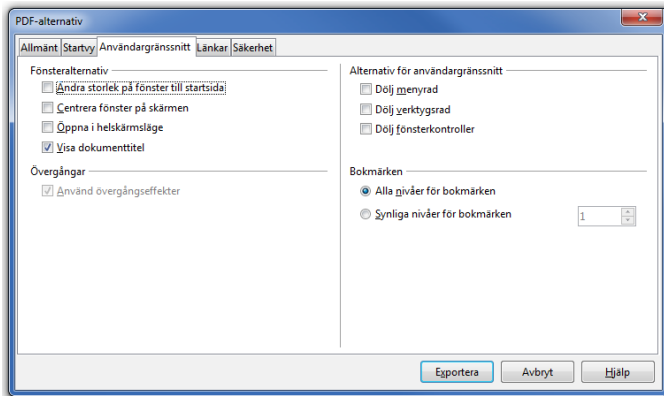 PDF-alternativ
Allmänt Startvy Användargränssnitt Länkar Säkerhet
Fönsteralternativ
Ändra storlek på fönster till startsida
Centrera fönster på skärmen
Öppna i helskärmsläge
Visa dokumenttitel
Övergångar
Använd övergångseffekter
Alternativ för användargränssnitt
Dölj menyrad
Dölj verktygsrad
Dölj fönsterkontroller
Bokmärken
Alla nivåer för bokmärken
Synliga nivåer för bokmärken 1
Exportera Avbryt Hjälp